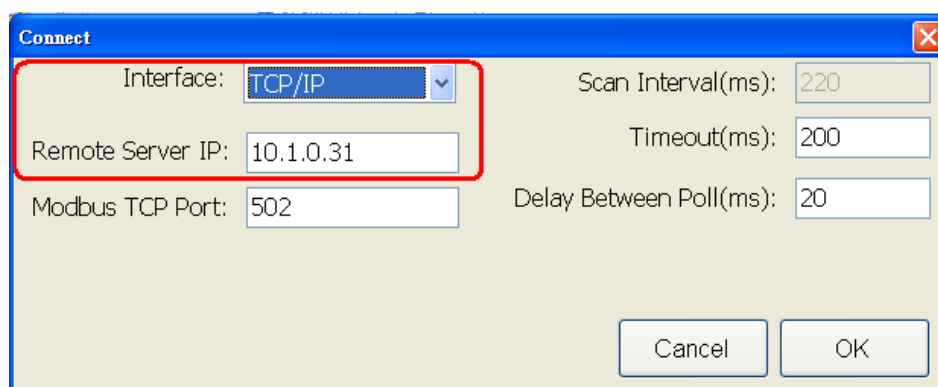 Connect
Interface: TCP/IP
Scan Interval(ms): 220
Remote Server IP: 10.1.0.31
Timeout(ms): 200
Modbus TCP Port: 502
Delay Between Poll(ms): 20
Cancel
OK